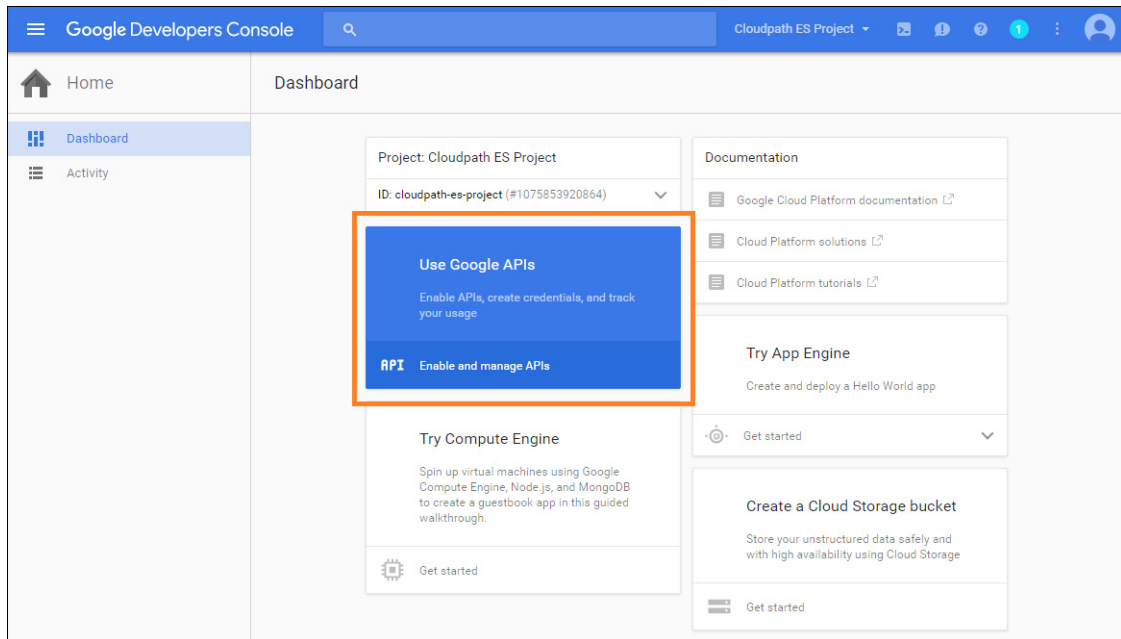 Google Developers Console
Cloudpath ES Project
1
Home
Dashboard
Dashboard
Activity
Project: Cloudpath ES Project
ID: cloudpath-es-project (#1075853920864)
Use Google APIs
Enable APIs, create credentials, and track
your usage
API Enable and manage APIs
Try Compute Engine
Spin up virtual machines using Google
Compute Engine, Node.js, and MongoDB
to create a guestbook app in this guided
walkthrough.
Get started
Documentation
Google Cloud Platform documentation
Cloud Platform solutions
Cloud Platform tutorials
Try App Engine
Create and deploy a Hello World app
Get started
Create a Cloud Storage bucket
Store your unstructured data safely and
with high availability using Cloud Storage
Get started